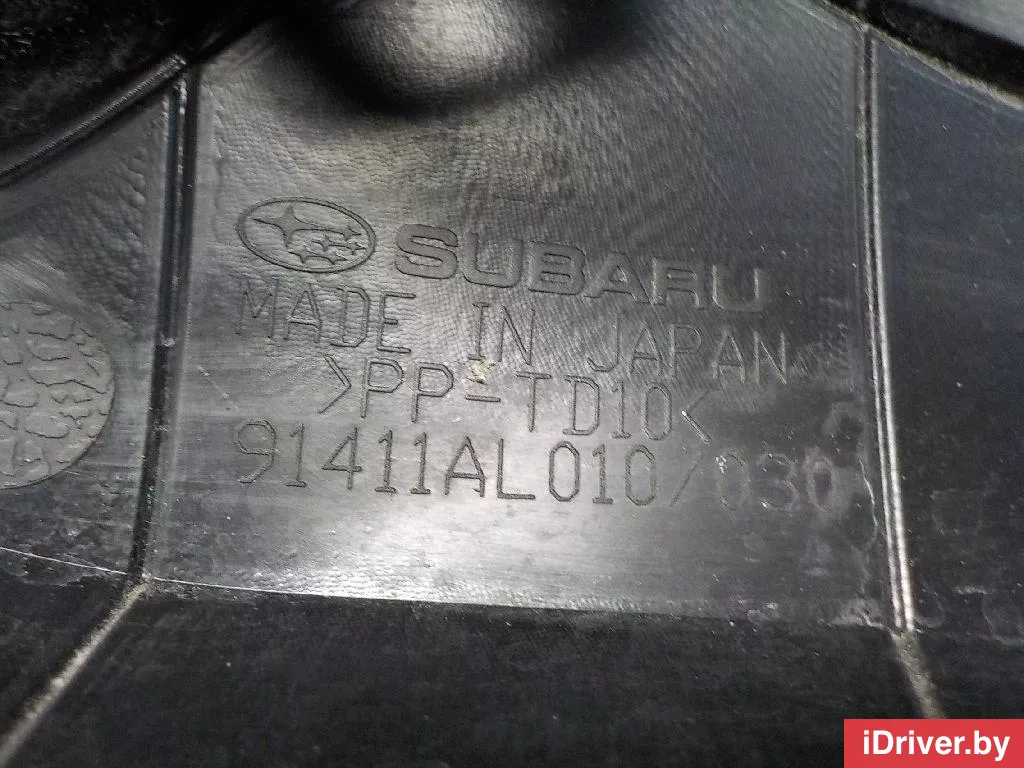 SUBARU
MADE IN JAPAN
>PP-TD10<
91411AL010/030
iDriver.by